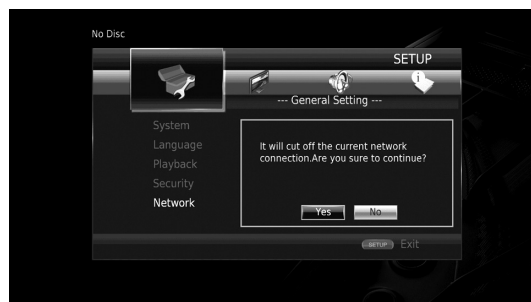 No Disc
SETUP
--- General Setting ---
System
Language
Playback
Security
Network
It will cut off the current network
connection.Are you sure to continue?
Yes No
SETUP Exit